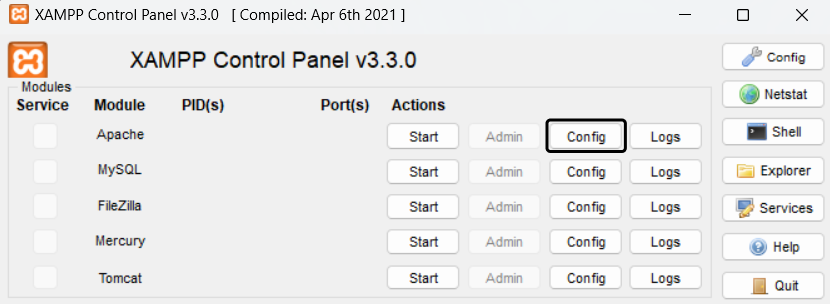 XAMPP Control Panel v3.3.0 [ Compiled: Apr 6th 2021 ]
XAMPP Control Panel v3.3.0
Config
Modules
Service Module PID(s) Port(s) Actions
Netstat
Apache Start Admin Config Logs
Shell
MySQL Start Admin Config Logs
Explorer
FileZilla Start Admin Config Logs
Services
Mercury Start Admin Config Logs
Help
Tomcat Start Admin Config Logs
Quit